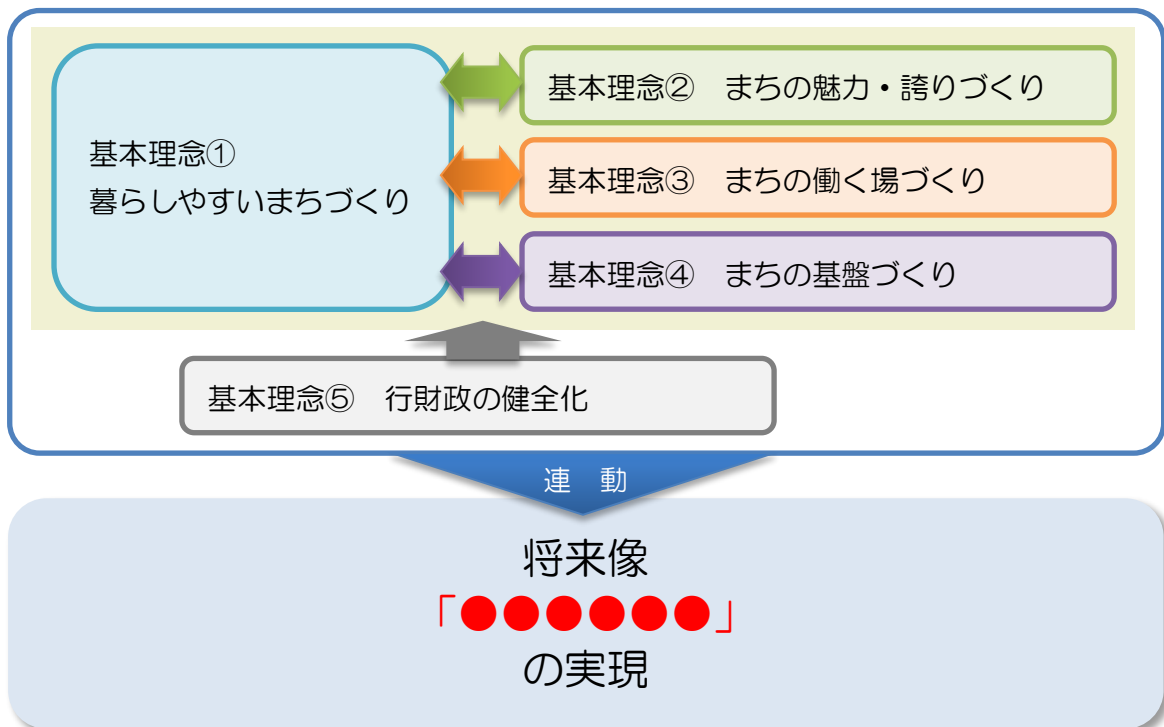 基本理念①
暮らしやすいまちづくり
基本理念②　まちの魅力・誇りづくり
基本理念③　まちの働く場づくり
基本理念④　まちの基盤づくり
基本理念⑤　行財政の健全化
連　動
将来像
「●●●●●●」
の実現